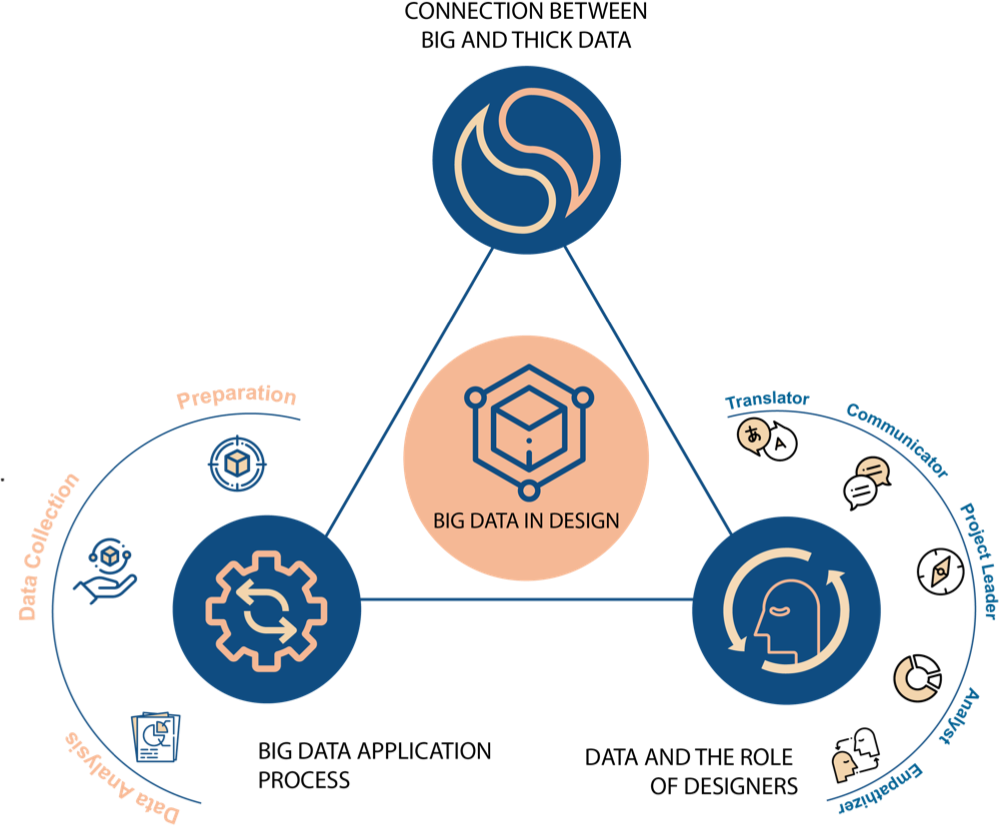 CONNECTION BETWEEN
BIG AND THICK DATA
Preparation
Data Collection
Data Analysis
BIG DATA IN DESIGN
Translator
あ
A
Communicator
Project Leader
Analyst
Empathizer
BIG DATA APPLICATION
PROCESS
DATA AND THE ROLE
OF DESIGNERS